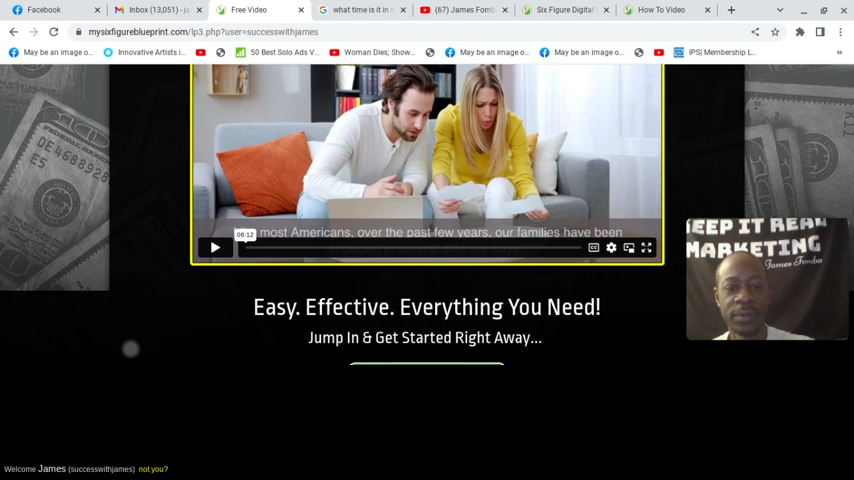 Facebook
Inbox (13,051) - ja
Free Video
what time is it in n
(67) James Fomb
Six Figure Digital
How To Video
mysixfigureblueprint.com/lp3.php?user=successwithjames
May be an image o...
Innovative Artists i...
50 Best Solo Ads V...
Woman Dies; Show...
May be an image o...
May be an image o...
IPS| Membership L...
DE4688928
E5
06:12
most Americans, over the past few years, our families have been
Easy. Effective. Everything You Need!
Jump In & Get Started Right Away...
KEEP IT REAL
MARKETING
James Fombo
Welcome James (successwithjames) not you?